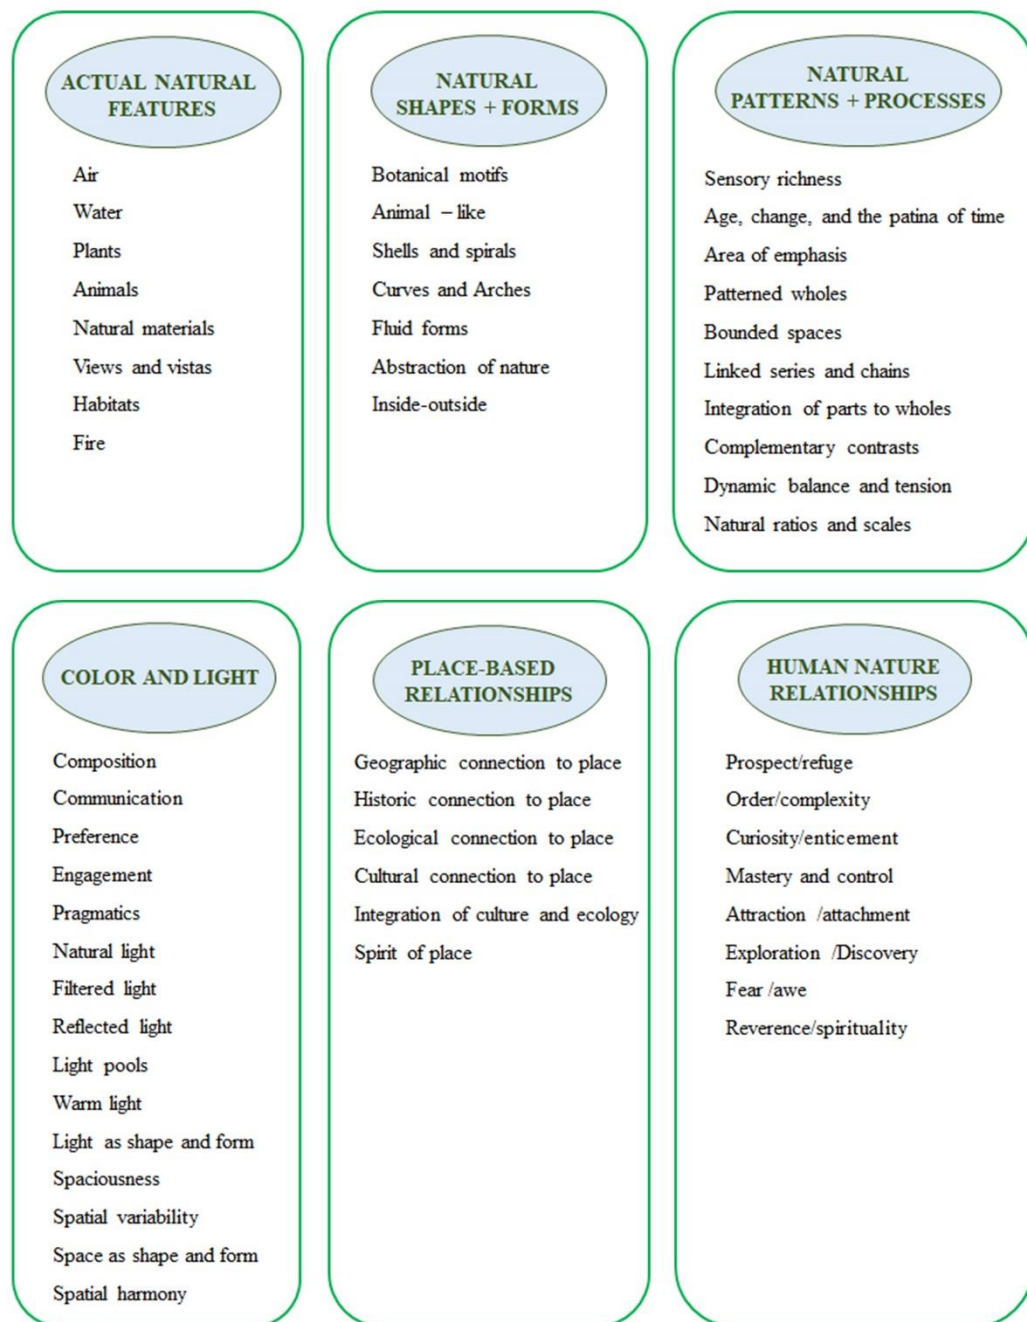 ACTUAL NATURAL
FEATURES
Air
Water
Plants
Animals
Natural materials
Views and vistas
Habitats
Fire
NATURAL
SHAPES + FORMS
Botanical motifs
Animal – like
Shells and spirals
Curves and Arches
Fluid forms
Abstraction of nature
Inside-outside
NATURAL
PATTERNS + PROCESSES
Sensory richness
Age, change, and the patina of time
Area of emphasis
Patterned wholes
Bounded spaces
Linked series and chains
Integration of parts to wholes
Complementary contrasts
Dynamic balance and tension
Natural ratios and scales
COLOR AND LIGHT
Composition
Communication
Preference
Engagement
Pragmatics
Natural light
Filtered light
Reflected light
Light pools
Warm light
Light as shape and form
Spaciousness
Spatial variability
Space as shape and form
Spatial harmony
PLACE-BASED
RELATIONSHIPS
Geographic connection to place
Historic connection to place
Ecological connection to place
Cultural connection to place
Integration of culture and ecology
Spirit of place
HUMAN NATURE
RELATIONSHIPS
Prospect/refuge
Order/complexity
Curiosity/enticement
Mastery and control
Attraction /attachment
Exploration /Discovery
Fear /awe
Reverence/spirituality